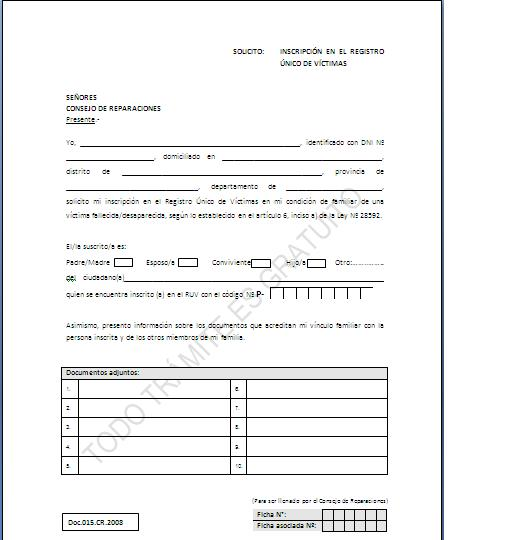 SOLICITO: INSCRIPCIÓN EN EL REGISTRO
ÚNICO DE VÍCTIMAS
SEÑORES
CONSEJO DE REPARACIONES
Presente.-
Yo, ______________________________, identificado con DNI Nº
____________________, domiciliado en ______________________________,
distrito de ______________________________, provincia de
____________________, departamento de ____________________,
solicito mi inscripción en el Registro Único de Víctimas en mi condición de familiar de una
víctima fallecida/desaparecida, según lo establecido en el artículo 6, inciso a) de la Ley Nº 28592.
El/la suscrito/a es:
Padre/Madre Esposo/a Conviviente Hijo/a Otro:...............
del ciudadano(a)______________________________
quien se encuentra inscrito (a) en el RUV con el código Nº P-
Asimismo, presento información sobre los documentos que acreditan mi vínculo familiar con la
persona inscrita y de los otros miembros de mi familia.
TODO TRÁMITE ES GRATUITO
Documentos adjuntos:
1. 6.
2. 7.
3. 8.
4. 9.
5. 10.
(Para ser llenado por el Consejo de Reparaciones)
Ficha N°:
Ficha asociada Nº:
Doc.015.CR.2008